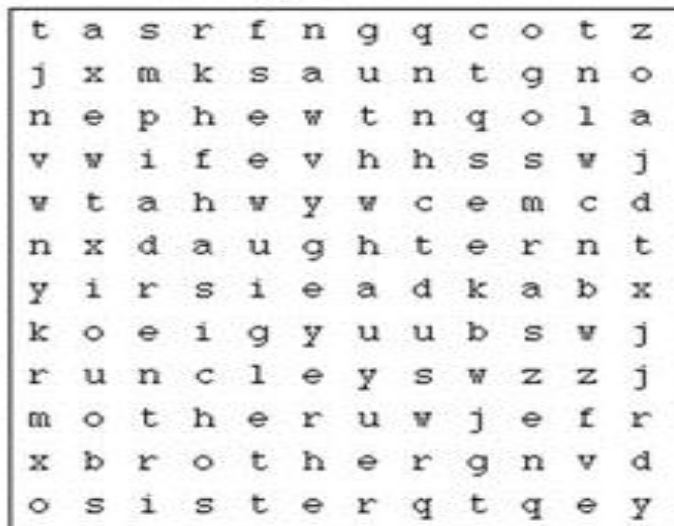 t a s r f n g q c o t z
j x m k s a u n t g n o
n e p h e w t n q o l a
v w i f e v h h s s w j
w t a h w y w c e m c d
n x d a u g h t e r n t
y i r s i e a d k a b x
k o e i g y u u b s w j
r u n c l e y s w z z j
m o t h e r u w j e f r
x b r o t h e r g n v d
o s i s t e r q t q e y